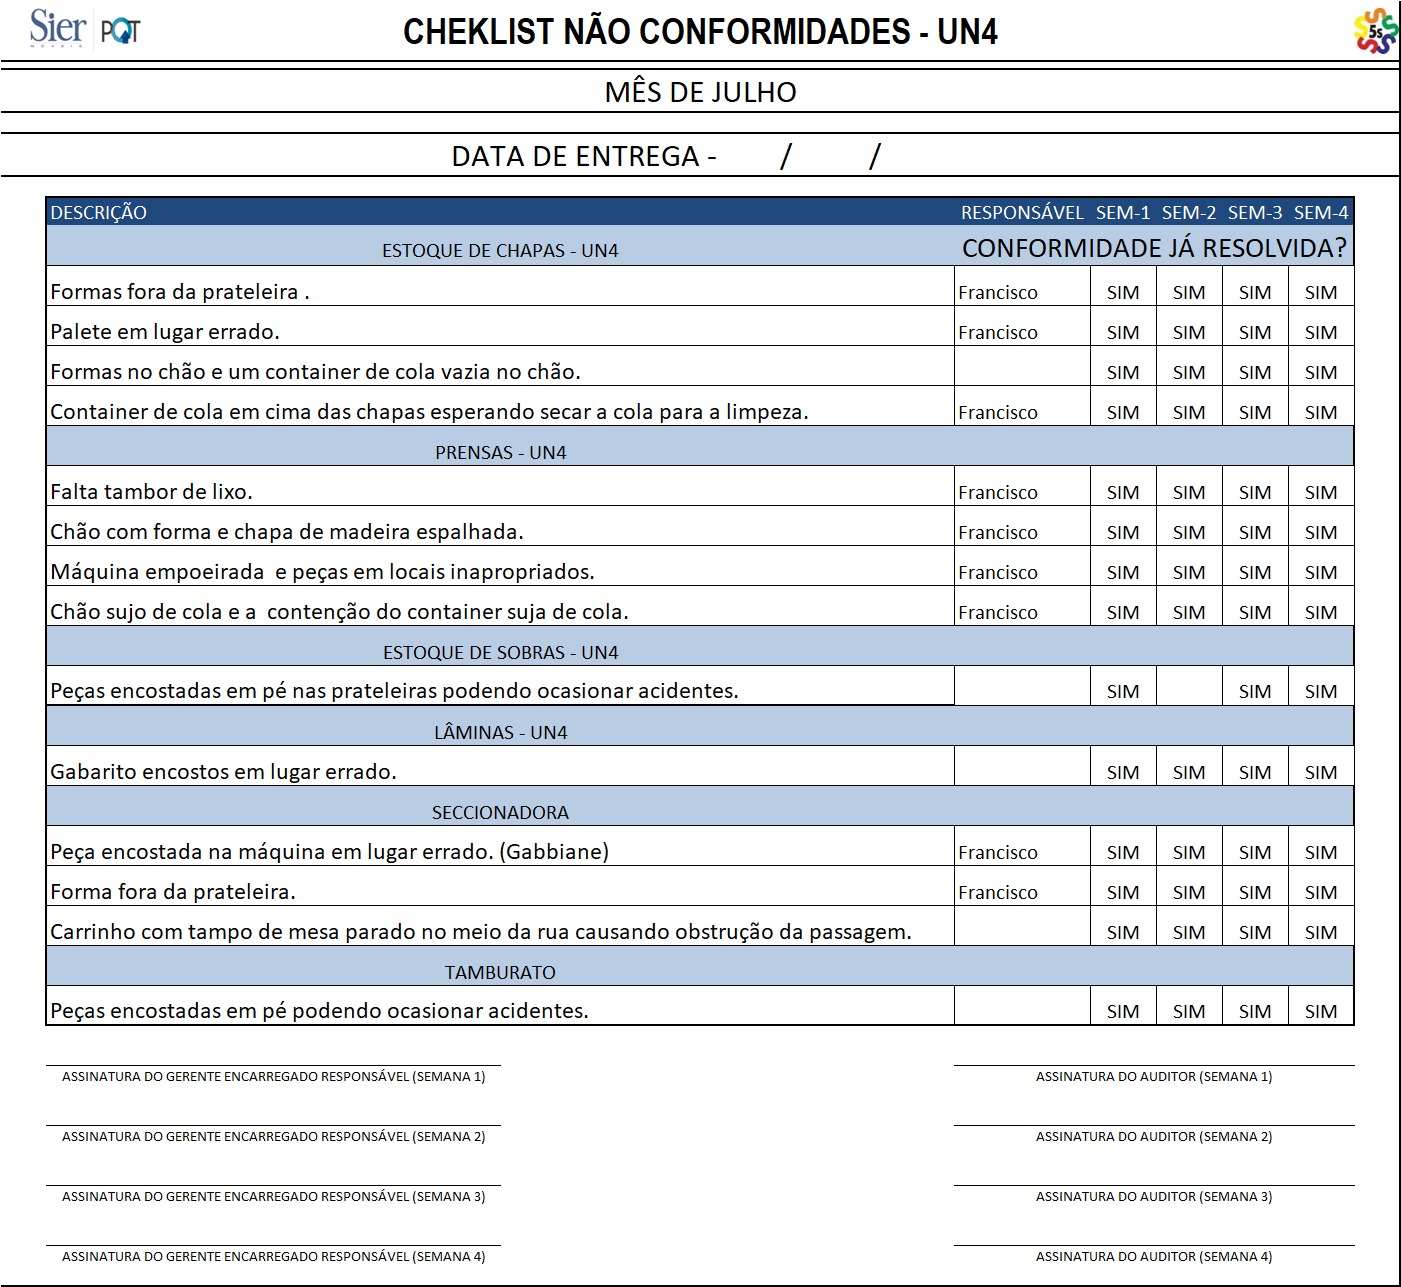 Sier PQT
MÓVEIS
CHEKLIST NÃO CONFORMIDADES - UN4
5s
MÊS DE JULHO
DATA DE ENTREGA - / /
DESCRIÇÃO RESPONSÁVEL SEM-1 SEM-2 SEM-3 SEM-4
ESTOQUE DE CHAPAS - UN4 CONFORMIDADE JÁ RESOLVIDA?
Formas fora da prateleira . Francisco SIM SIM SIM SIM
Palete em lugar errado. Francisco SIM SIM SIM SIM
Formas no chão e um container de cola vazia no chão. SIM SIM SIM SIM
Container de cola em cima das chapas esperando secar a cola para a limpeza. Francisco SIM SIM SIM SIM
PRENSAS - UN4
Falta tambor de lixo. Francisco SIM SIM SIM SIM
Chão com forma e chapa de madeira espalhada. Francisco SIM SIM SIM SIM
Máquina empoeirada  e peças em locais inapropriados. Francisco SIM SIM SIM SIM
Chão sujo de cola e a  contenção do container suja de cola. Francisco SIM SIM SIM SIM
ESTOQUE DE SOBRAS - UN4
Peças encostadas em pé nas prateleiras podendo ocasionar acidentes. SIM SIM SIM
LÂMINAS - UN4
Gabarito encostos em lugar errado. SIM SIM SIM SIM
SECCIONADORA
Peça encostada na máquina em lugar errado. (Gabbiane) Francisco SIM SIM SIM SIM
Forma fora da prateleira. Francisco SIM SIM SIM SIM
Carrinho com tampo de mesa parado no meio da rua causando obstrução da passagem. SIM SIM SIM SIM
TAMBURATO
Peças encostadas em pé podendo ocasionar acidentes. SIM SIM SIM SIM
ASSINATURA DO GERENTE ENCARREGADO RESPONSÁVEL (SEMANA 1) ASSINATURA DO AUDITOR (SEMANA 1)
ASSINATURA DO GERENTE ENCARREGADO RESPONSÁVEL (SEMANA 2) ASSINATURA DO AUDITOR (SEMANA 2)
ASSINATURA DO GERENTE ENCARREGADO RESPONSÁVEL (SEMANA 3) ASSINATURA DO AUDITOR (SEMANA 3)
ASSINATURA DO GERENTE ENCARREGADO RESPONSÁVEL (SEMANA 4) ASSINATURA DO AUDITOR (SEMANA 4)